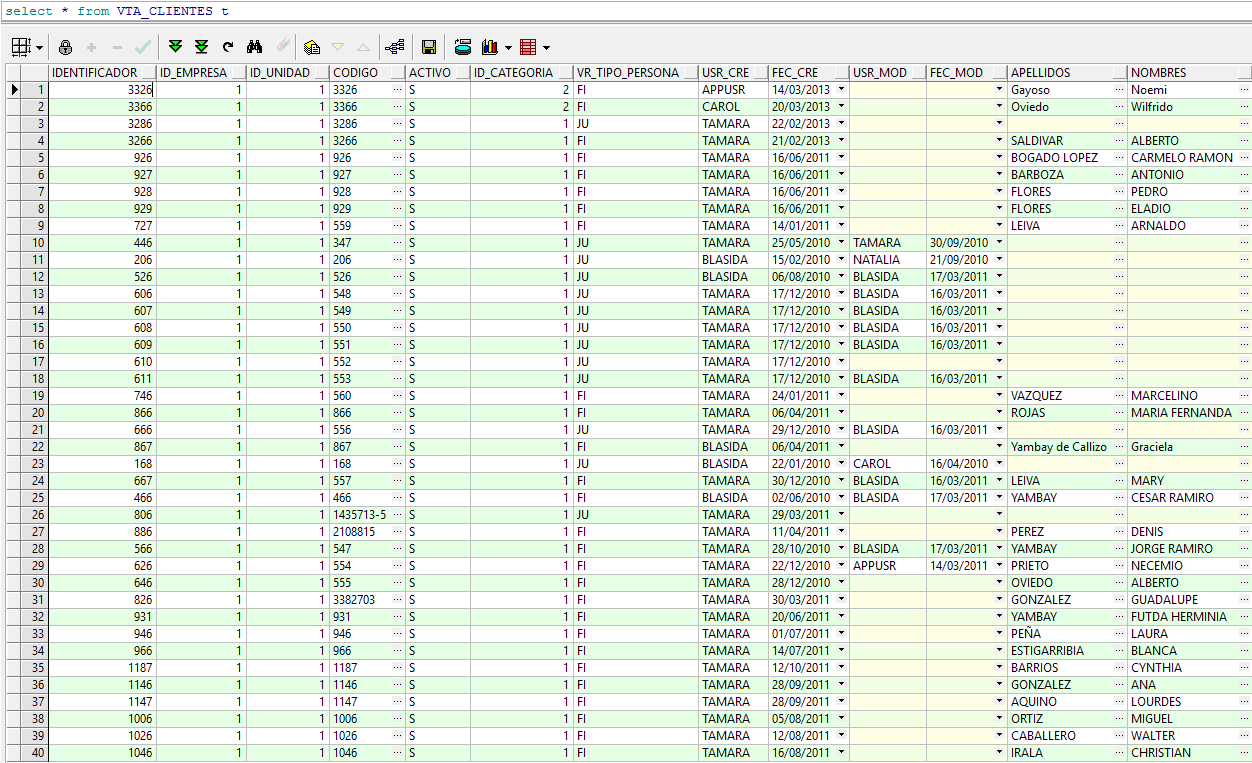 select * from VTA_CLIENTES t
IDENTIFICADOR ID_EMPRESA ID_UNIDAD CODIGO ACTIVO ID_CATEGORIA VR_TIPO_PERSONA USR_CRE FEC_CRE USR_MOD FEC_MOD APELLIDOS NOMBRES
1 3326 1 1 3326 ... S 2 FI APPUSR 14/03/2013 Gayoso ... Noemi ...
2 3366 1 1 3366 ... S 2 FI CAROL 20/03/2013 Oviedo ... Wilfrido ...
3 3286 1 1 3286 ... S 1 JU TAMARA 22/02/2013 ... ...
4 3266 1 1 3266 ... S 1 FI TAMARA 21/02/2013 SALDIVAR ... ALBERTO ...
5 926 1 1 926 ... S 1 FI TAMARA 16/06/2011 BOGADO LOPEZ ... CARMELO RAMON ...
6 927 1 1 927 ... S 1 FI TAMARA 16/06/2011 BARBOZA ... ANTONIO ...
7 928 1 1 928 ... S 1 FI TAMARA 16/06/2011 FLORES ... PEDRO ...
8 929 1 1 929 ... S 1 FI TAMARA 16/06/2011 FLORES ... ELADIO ...
9 727 1 1 559 ... S 1 FI TAMARA 14/01/2011 LEIVA ... ARNALDO ...
10 446 1 1 347 ... S 1 JU TAMARA 25/05/2010 TAMARA 30/09/2010 ... ...
11 206 1 1 206 ... S 1 JU BLASIDA 15/02/2010 NATALIA 21/09/2010 ... ...
12 526 1 1 526 ... S 1 JU BLASIDA 06/08/2010 BLASIDA 17/03/2011 ... ...
13 606 1 1 548 ... S 1 JU TAMARA 17/12/2010 BLASIDA 16/03/2011 ... ...
14 607 1 1 549 ... S 1 JU TAMARA 17/12/2010 BLASIDA 16/03/2011 ... ...
15 608 1 1 550 ... S 1 JU TAMARA 17/12/2010 BLASIDA 16/03/2011 ... ...
16 609 1 1 551 ... S 1 JU TAMARA 17/12/2010 BLASIDA 16/03/2011 ... ...
17 610 1 1 552 ... S 1 JU TAMARA 17/12/2010 ... ...
18 611 1 1 553 ... S 1 JU TAMARA 17/12/2010 BLASIDA 16/03/2011 ... ...
19 746 1 1 560 ... S 1 FI TAMARA 24/01/2011 VAZQUEZ ... MARCELINO ...
20 866 1 1 866 ... S 1 FI TAMARA 06/04/2011 ROJAS ... MARIA FERNANDA ...
21 666 1 1 556 ... S 1 JU TAMARA 29/12/2010 BLASIDA 16/03/2011 ... ...
22 867 1 1 867 ... S 1 FI BLASIDA 06/04/2011 Yambay de Callizo ... Graciela ...
23 168 1 1 168 ... S 1 JU BLASIDA 22/01/2010 CAROL 16/04/2010 ... ...
24 667 1 1 557 ... S 1 FI TAMARA 30/12/2010 BLASIDA 16/03/2011 LEIVA ... MARY ...
25 466 1 1 466 ... S 1 FI BLASIDA 02/06/2010 BLASIDA 17/03/2011 YAMBAY ... CESAR RAMIRO ...
26 806 1 1 1435713-5 ... S 1 JU TAMARA 29/03/2011 ... ...
27 886 1 1 2108815 ... S 1 FI TAMARA 11/04/2011 PEREZ ... DENIS ...
28 566 1 1 547 ... S 1 FI TAMARA 28/10/2010 BLASIDA 17/03/2011 YAMBAY ... JORGE RAMIRO ...
29 626 1 1 554 ... S 1 FI TAMARA 22/12/2010 APPUSR 14/03/2011 PRIETO ... NECEMIO ...
30 646 1 1 555 ... S 1 FI TAMARA 28/12/2010 OVIEDO ... ALBERTO ...
31 826 1 1 3382703 ... S 1 FI TAMARA 30/03/2011 GONZALEZ ... GUADALUPE ...
32 931 1 1 931 ... S 1 FI TAMARA 20/06/2011 YAMBAY ... FUTDA HERMINIA ...
33 946 1 1 946 ... S 1 FI TAMARA 01/07/2011 PEÑA ... LAURA ...
34 966 1 1 966 ... S 1 FI TAMARA 14/07/2011 ESTIGARRIBIA ... BLANCA ...
35 1187 1 1 1187 ... S 1 FI TAMARA 12/10/2011 BARRIOS ... CYNTHIA ...
36 1146 1 1 1146 ... S 1 FI TAMARA 28/09/2011 GONZALEZ ... ANA ...
37 1147 1 1 1147 ... S 1 FI TAMARA 28/09/2011 AQUINO ... LOURDES ...
38 1006 1 1 1006 ... S 1 FI TAMARA 05/08/2011 ORTIZ ... MIGUEL ...
39 1026 1 1 1026 ... S 1 FI TAMARA 12/08/2011 CABALLERO ... WALTER ...
40 1046 1 1 1046 ... S 1 FI TAMARA 16/08/2011 IRALA ... CHRISTIAN ...